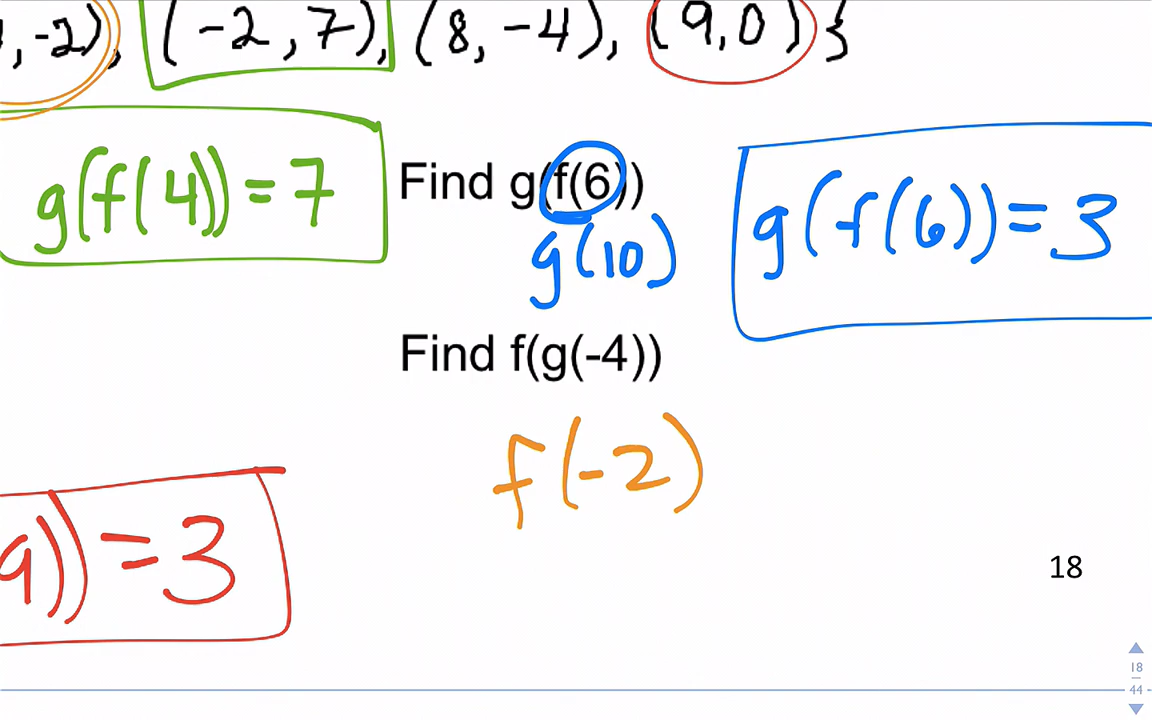 , -2), (-2, 7), (8, -4), (9, 0)}
g(f(4)) = 7
Find g(f(6))
g(f(6)) = 3
g(10)
Find f(g(-4))
f(-2)
9)) = 3
18
18
44